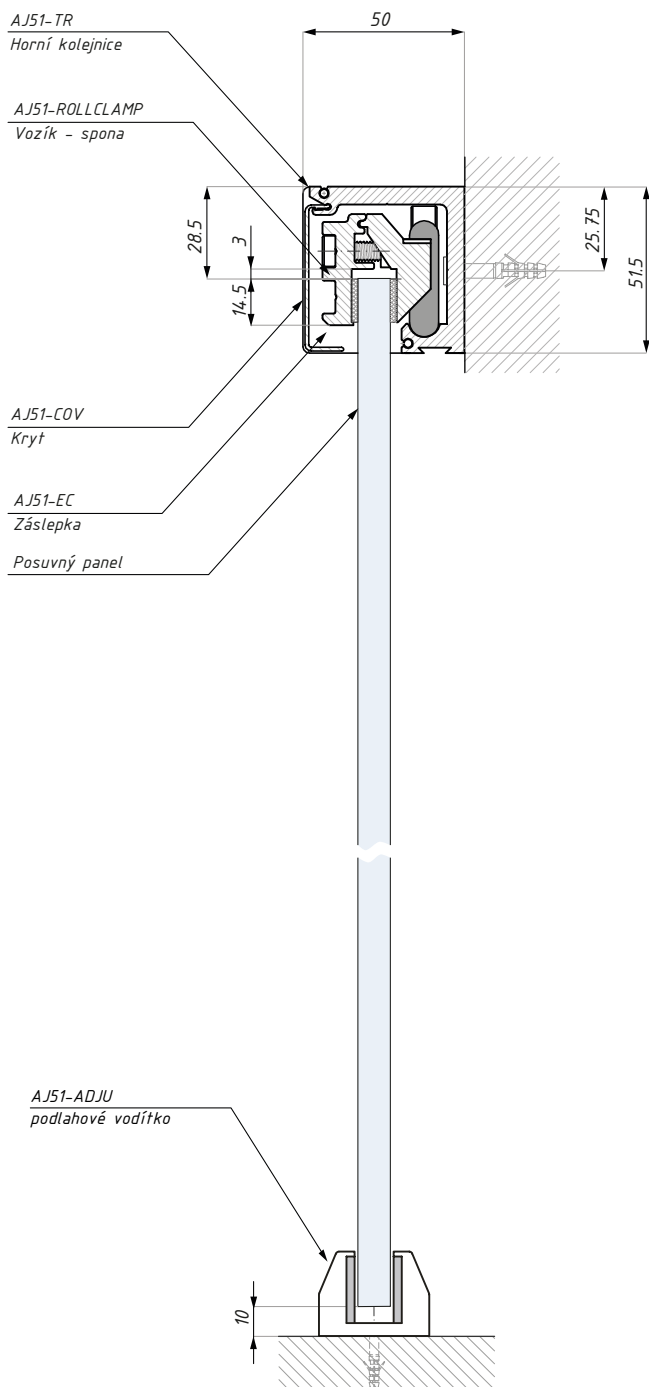 AJ51-TR
Horní kolejnice
50
AJ51-ROLLCLAMP
Vozík - spona
28.5
3
14.5
25.75
51.5
AJ51-COV
Kryt
AJ51-EC
Záslepka
Posuvný panel
AJ51-ADJU
podlahové vodítko
10